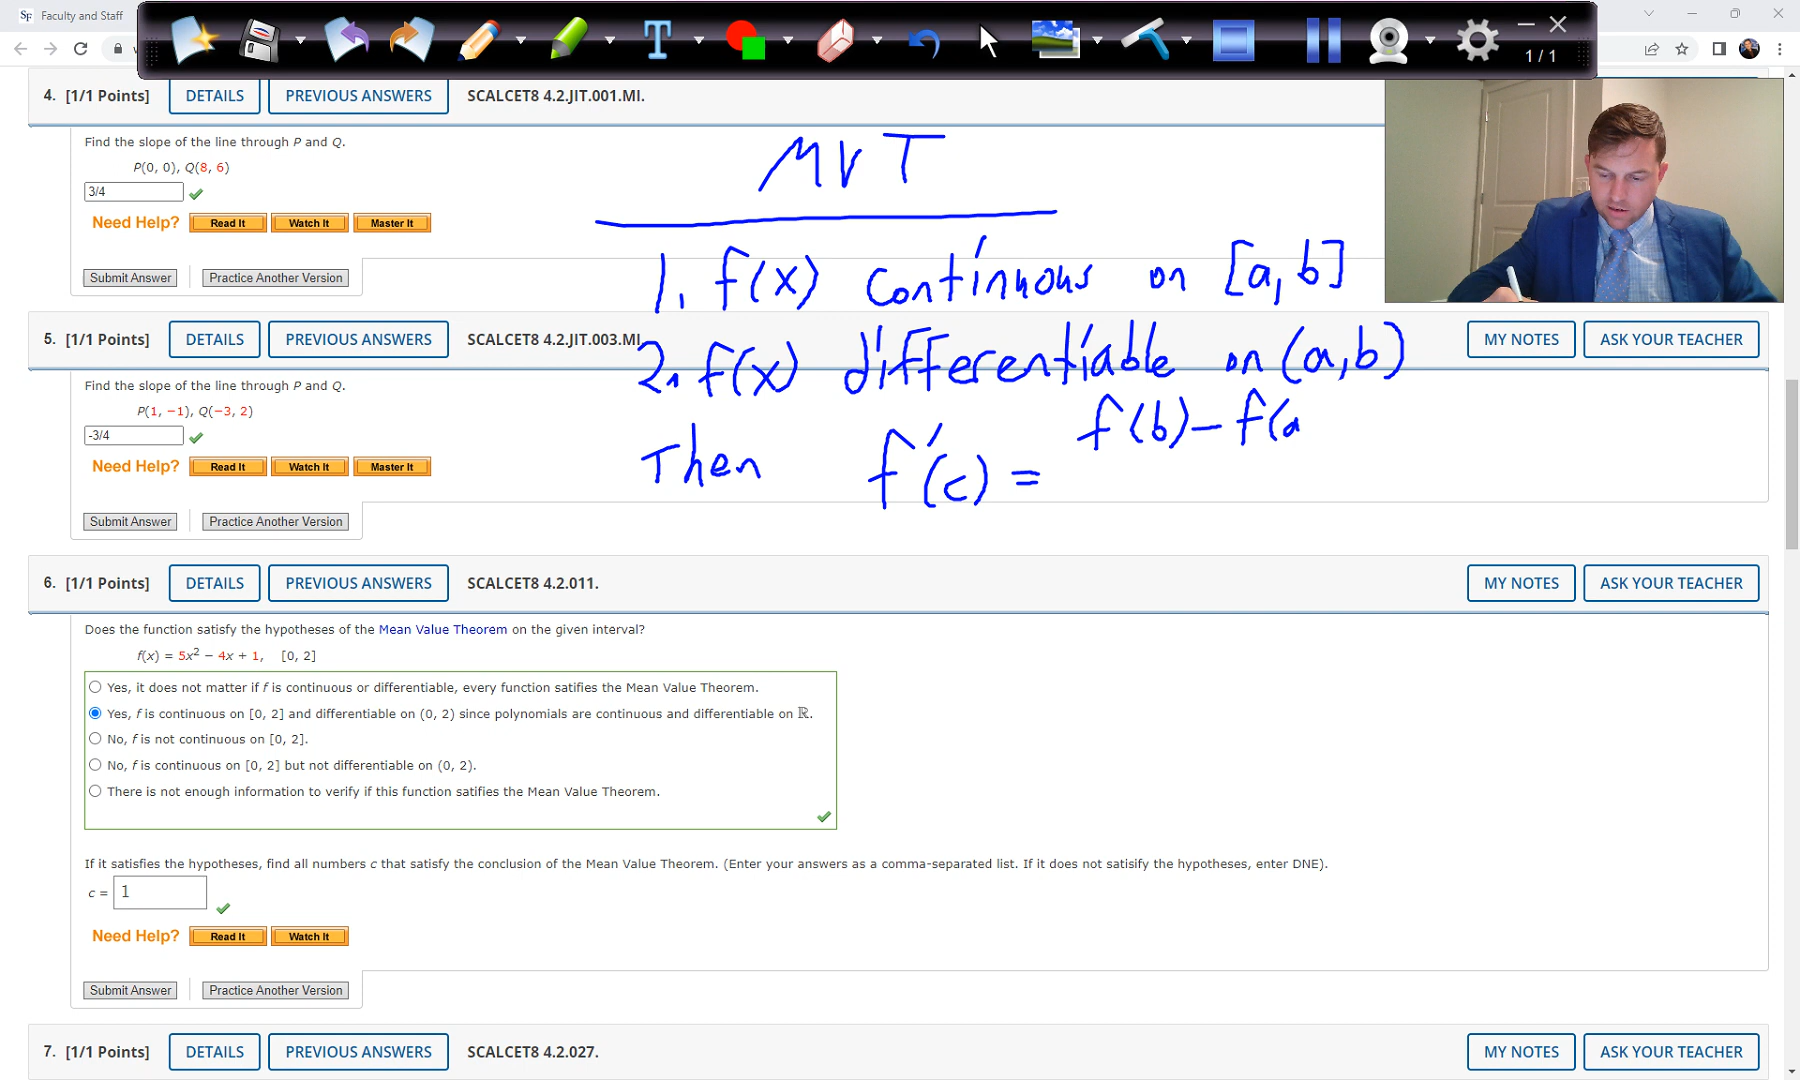 Faculty and Staff
1 / 1
4. [1/1 Points] DETAILS PREVIOUS ANSWERS SCALCET8 4.2.JIT.001.MI.
Find the slope of the line through P and Q.
P(0, 0), Q(8, 6)
3/4
Need Help? Read It Watch It Master It
Submit Answer Practice Another Version
MVT
1. f(x) continuous on [a, b]
5. [1/1 Points] DETAILS PREVIOUS ANSWERS SCALCET8 4.2.JIT.003.MI. MY NOTES ASK YOUR TEACHER
2. f(x) differentiable on (a, b)
Find the slope of the line through P and Q.
P(1, −1), Q(−3, 2)
-3/4
Need Help? Read It Watch It Master It
Submit Answer Practice Another Version
f(b) − f(a
Then f'(c) =
6. [1/1 Points] DETAILS PREVIOUS ANSWERS SCALCET8 4.2.011. MY NOTES ASK YOUR TEACHER
Does the function satisfy the hypotheses of the Mean Value Theorem on the given interval?
f(x) = 5x² − 4x + 1, [0, 2]
Yes, it does not matter if f is continuous or differentiable, every function satifies the Mean Value Theorem.
Yes, f is continuous on [0, 2] and differentiable on (0, 2) since polynomials are continuous and differentiable on ℝ.
No, f is not continuous on [0, 2].
No, f is continuous on [0, 2] but not differentiable on (0, 2).
There is not enough information to verify if this function satifies the Mean Value Theorem.
If it satisfies the hypotheses, find all numbers c that satisfy the conclusion of the Mean Value Theorem. (Enter your answers as a comma-separated list. If it does not satisify the hypotheses, enter DNE).
c = 1
Need Help? Read It Watch It
Submit Answer Practice Another Version
7. [1/1 Points] DETAILS PREVIOUS ANSWERS SCALCET8 4.2.027. MY NOTES ASK YOUR TEACHER